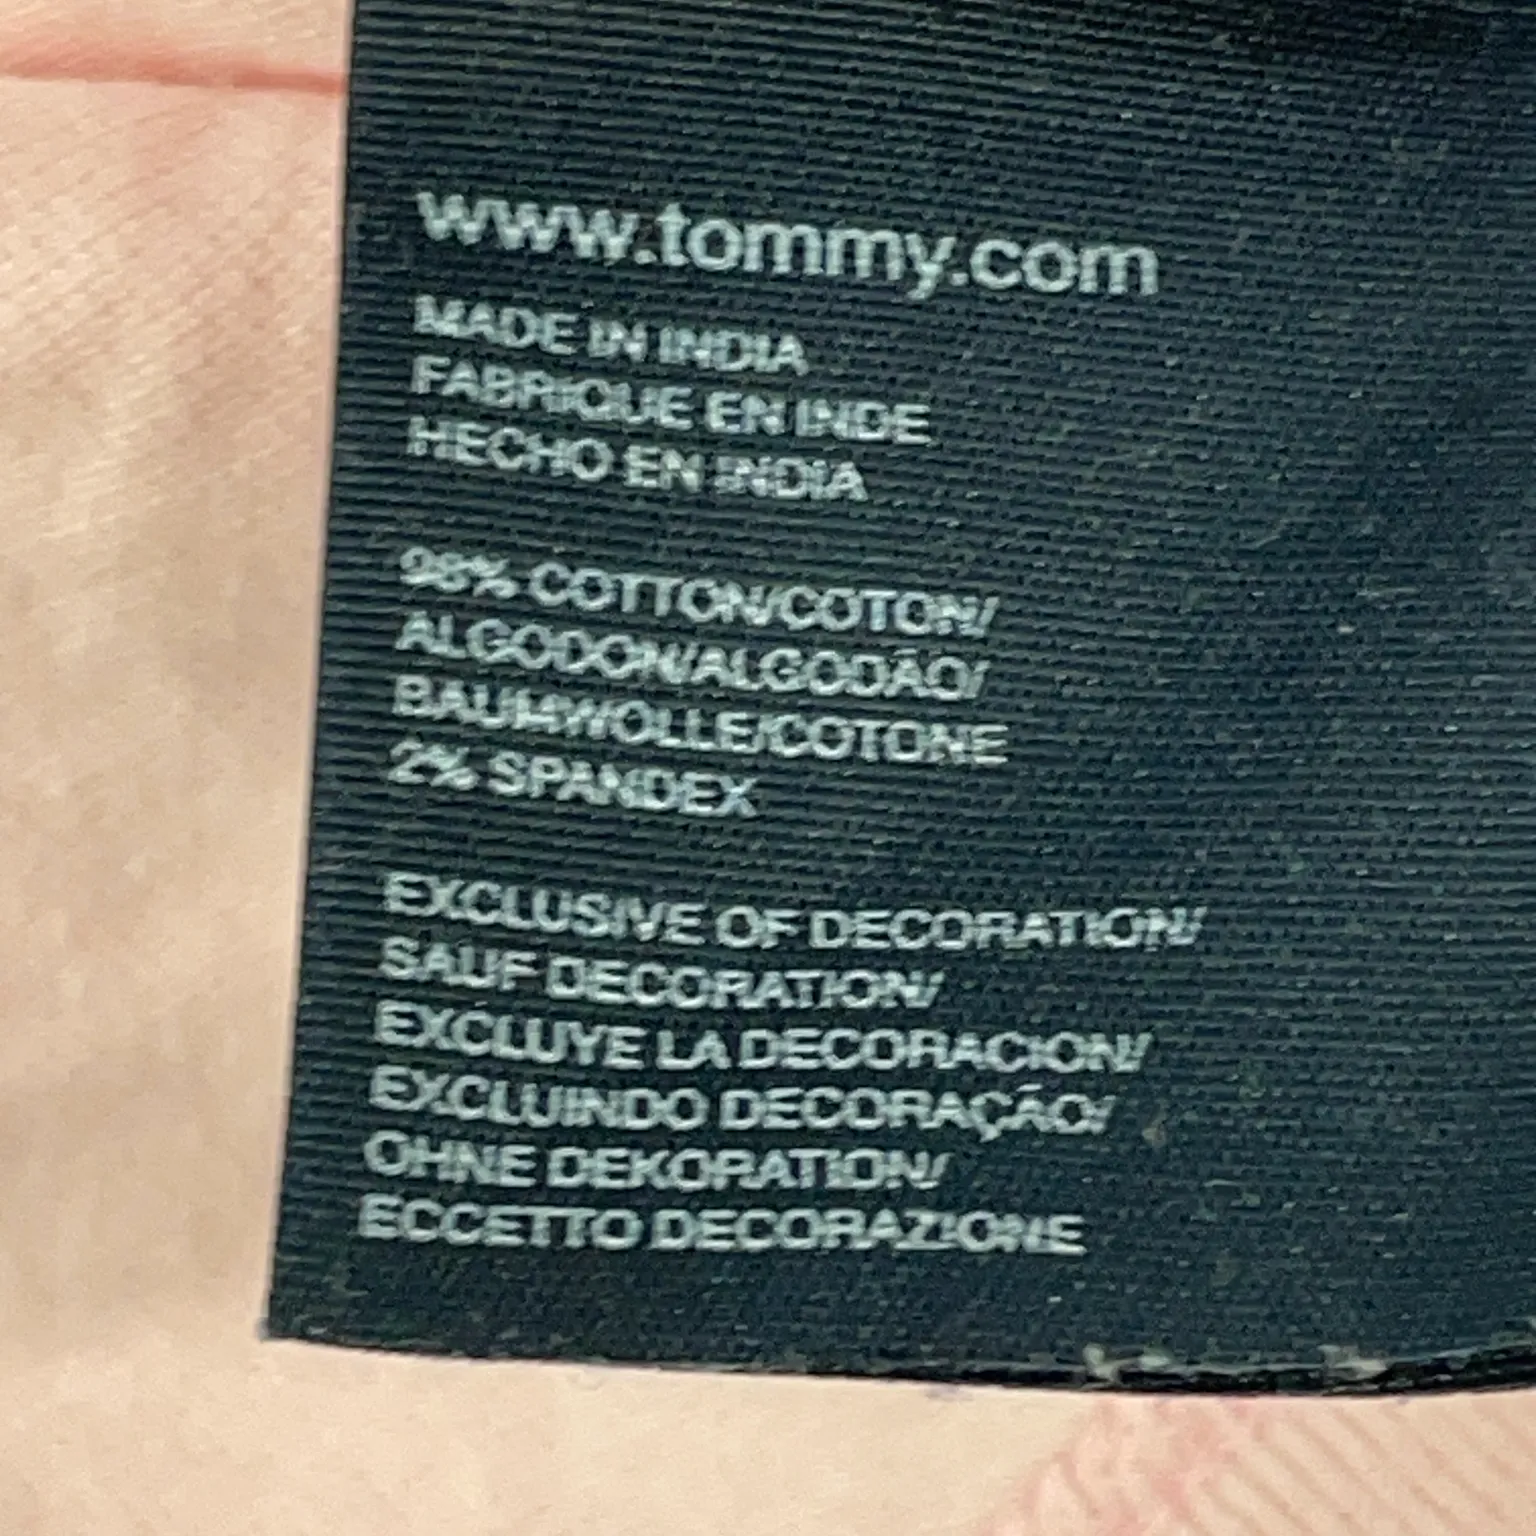 www.tommy.com
MADE IN INDIA
FABRIQUE EN INDE
HECHO EN INDIA
98% COTTON/COTON/
ALGODON/ALGODÃO/
BAUMWOLLE/COTONE
2% SPANDEX
EXCLUSIVE OF DECORATION/
SAUF DECORATION/
EXCLUYE LA DECORACION/
EXCLUINDO DECORAÇÃO/
OHNE DEKORATION/
ECCETTO DECORAZIONE